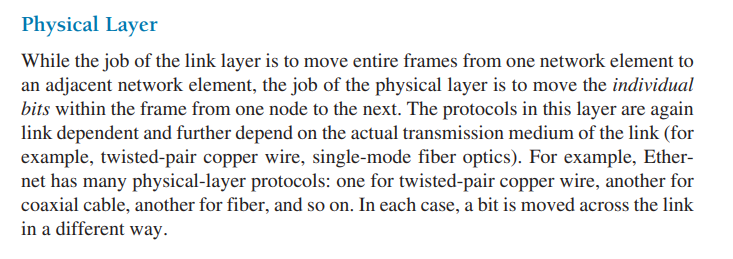 Physical Layer
While the job of the link layer is to move entire frames from one network element to
an adjacent network element, the job of the physical layer is to move the individual
bits within the frame from one node to the next. The protocols in this layer are again
link dependent and further depend on the actual transmission medium of the link (for
example, twisted-pair copper wire, single-mode fiber optics). For example, Ether-
net has many physical-layer protocols: one for twisted-pair copper wire, another for
coaxial cable, another for fiber, and so on. In each case, a bit is moved across the link
in a different way.